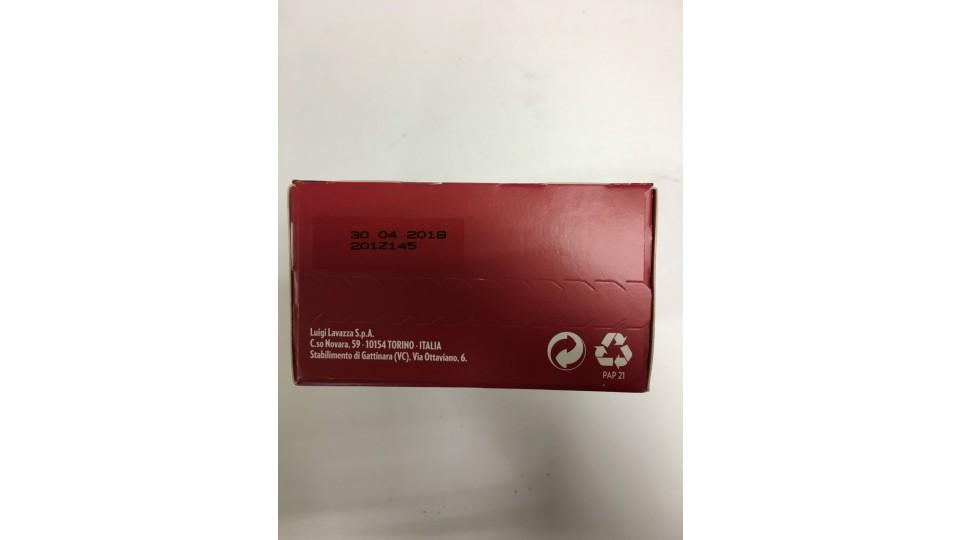 30 04 2018
201Z145
Luigi Lavazza S.p.A.
C.so Novara, 59 - 10154 TORINO - ITALIA
Stabilimento di Gattinara (VC), Via Ottaviano, 6.
PAP 21